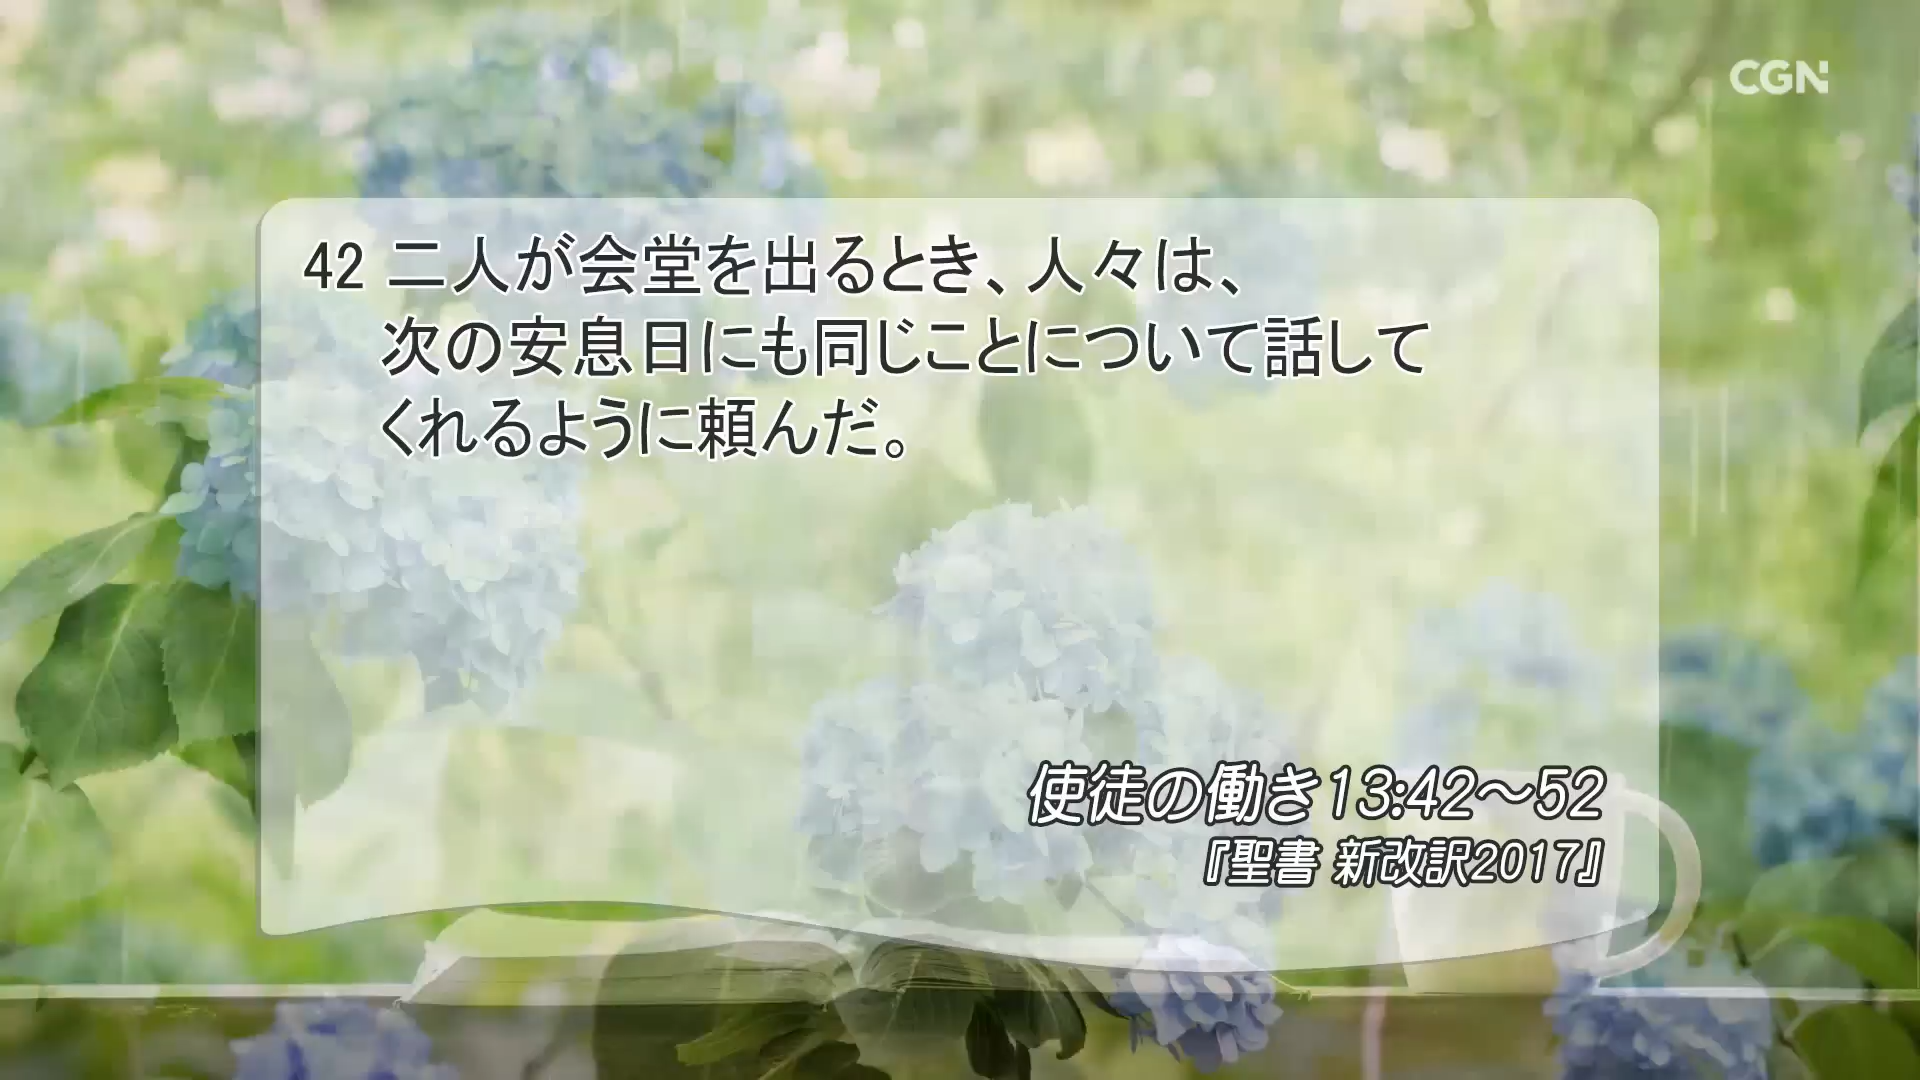 CGN
42 二人が会堂を出るとき、人々は、
次の安息日にも同じことについて話して
くれるように頼んだ。
使徒の働き13:42～52
『聖書 新改訳2017』